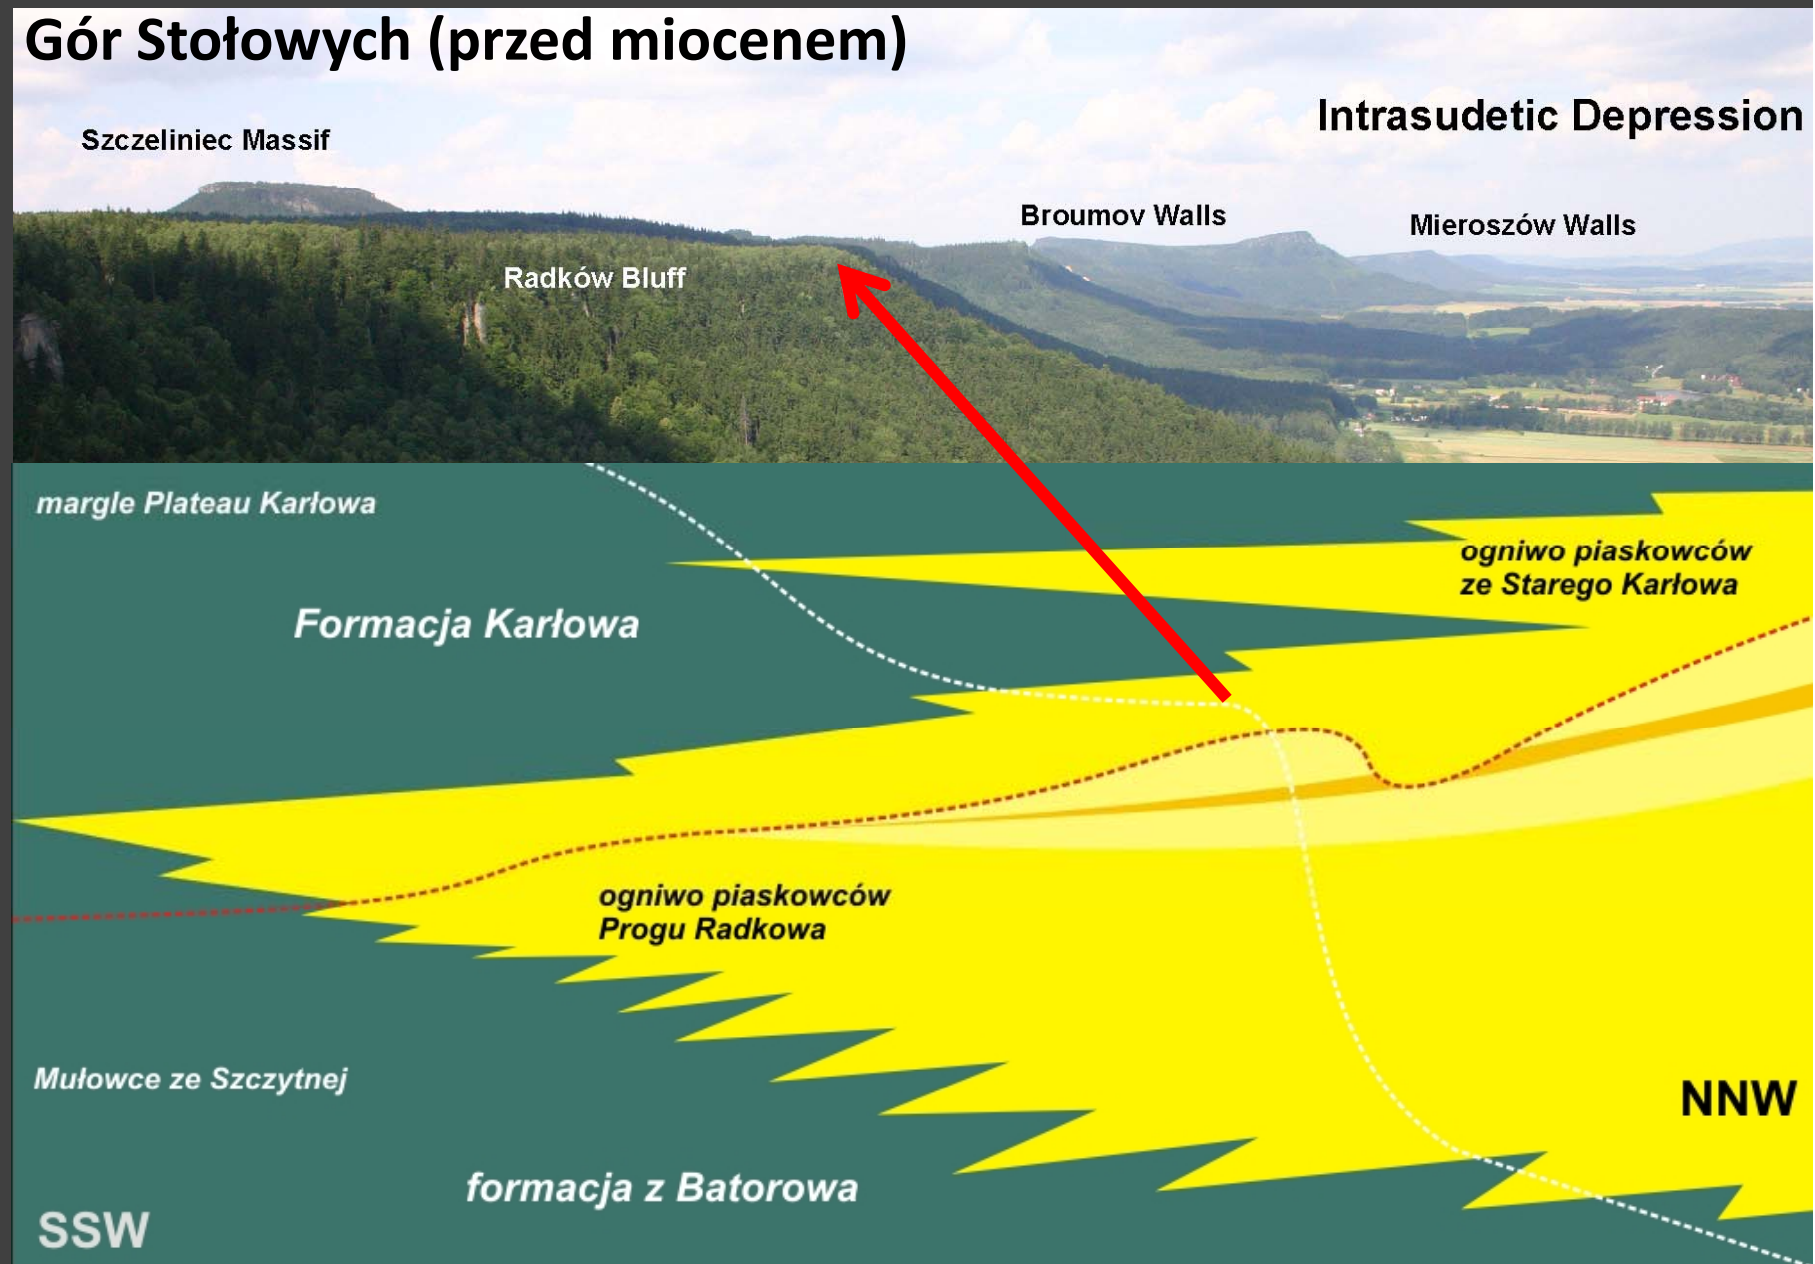 Gór Stołowych (przed miocenem)
Intrasudetic Depression
Szczeliniec Massif
Broumov Walls
Mieroszów Walls
Radków Bluff
margle Plateau Karłowa
ogniwo piaskowców
ze Starego Karłowa
Formacja Karłowa
ogniwo piaskowców
Progu Radkowa
Mułowce ze Szczytnej
NNW
formacja z Batorowa
SSW